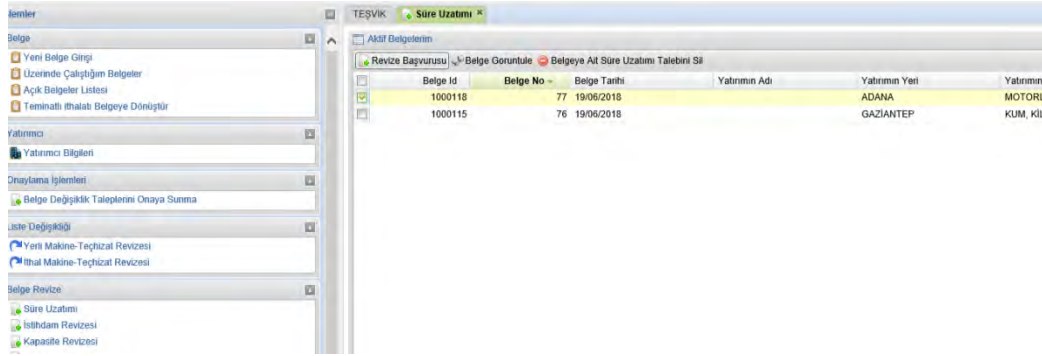 İşlemler
TEŞVİK
Süre Uzatımı
Belge
Yeni Belge Girişi
Üzerinde Çalıştığım Belgeler
Açık Belgeler Listesi
Teminatlı İthalatı Belgeye Dönüştür
Yatırımcı
Yatırımcı Bilgileri
Onaylama İşlemleri
Belge Değişiklik Taleplerini Onaya Sunma
Liste Değişikliği
Yerli Makine-Teçhizat Revizesi
İthal Makine-Teçhizat Revizesi
Belge Revize
Süre Uzatımı
İstihdam Revizesi
Kapasite Revizesi
Aktif Belgelerim
Revize Başvurusu Belge Goruntule Belgeye Ait Süre Uzatımı Talebini Sil
Belge Id Belge No Belge Tarihi Yatırımın Adı Yatırımın Yeri Yatırımın
1000118 77 19/06/2018 ADANA MOTORL
1000115 76 19/06/2018 GAZİANTEP KUM, KİL